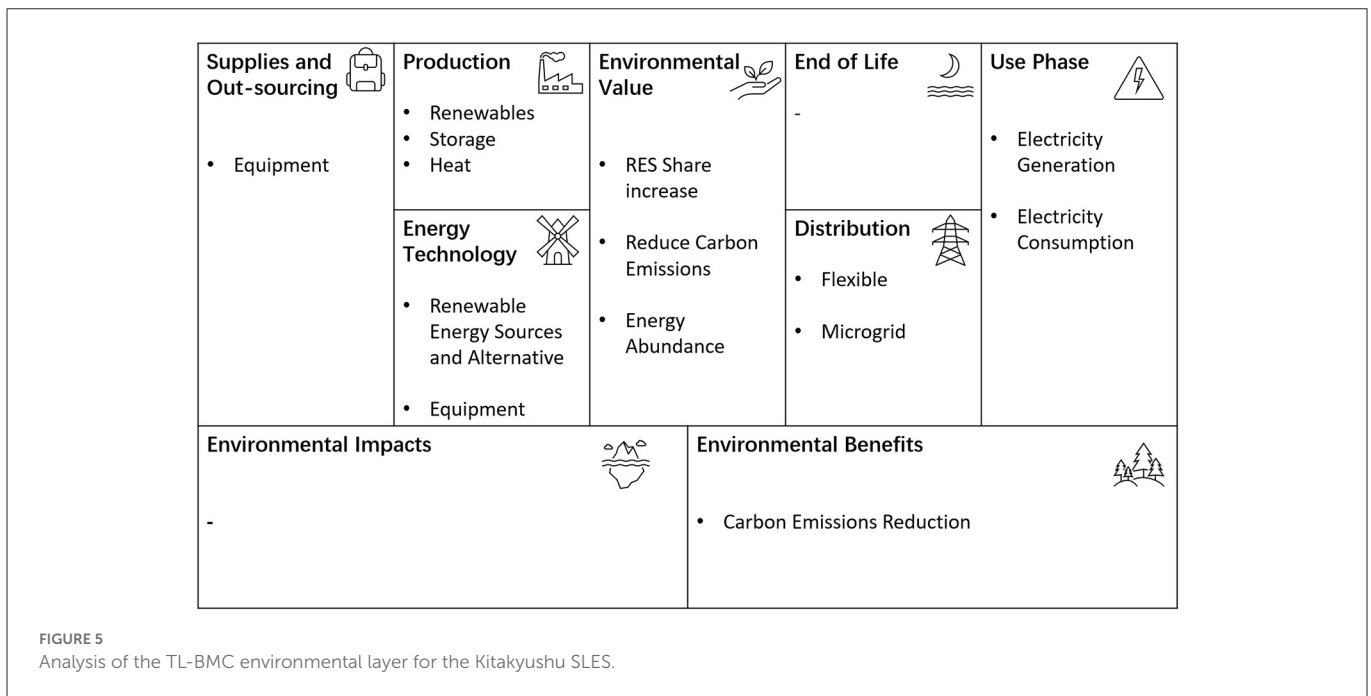 Supplies and
Out-sourcing
• Equipment
Production
• Renewables
• Storage
• Heat
Energy
Technology
• Renewable
Energy Sources
and Alternative
• Equipment
Environmental
Value
• RES Share
increase
• Reduce Carbon
Emissions
• Energy
Abundance
End of Life
-
Distribution
• Flexible
• Microgrid
Use Phase
• Electricity
Generation
• Electricity
Consumption
Environmental Impacts
-
Environmental Benefits
• Carbon Emissions Reduction
FIGURE 5
Analysis of the TL-BMC environmental layer for the Kitakyushu SLES.